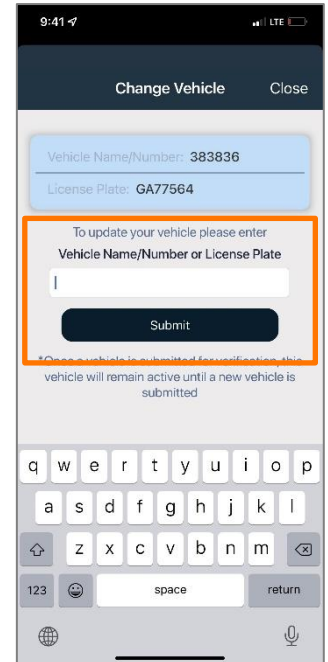 9:41 LTE
Change Vehicle Close
Vehicle Name/Number: 383836
License Plate: GA77564
To update your vehicle please enter
Vehicle Name/Number or License Plate
Submit
*Once a vehicle is submitted for verification, this
vehicle will remain active until a new vehicle is
submitted
q w e r t y u i o p
a s d f g h j k l
z x c v b n m
123 space return